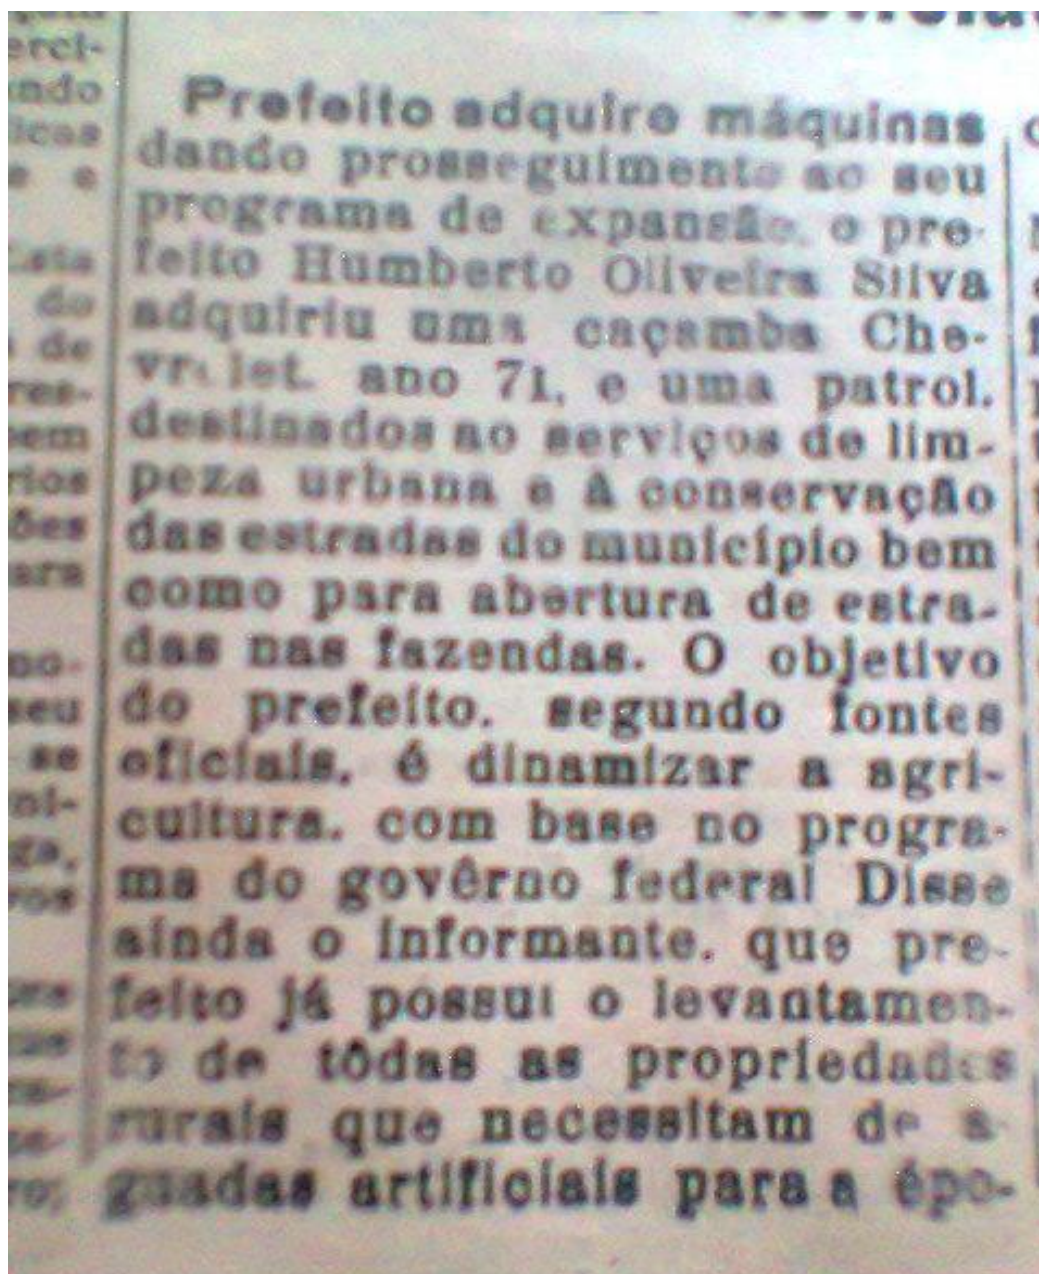 Prefeito adquire máquinas
dando prosseguimento ao seu
programa de expansão, o pre-
feito Humberto Oliveira Silva
adquiriu uma caçamba Che-
vrolet. ano 71, e uma patrol.
destinados ao serviços de lim-
peza urbana e à conservação
das estradas do município bem
como para abertura de estra-
das nas fazendas. O objetivo
do prefeito, segundo fontes
oficiais, é dinamizar a agri-
cultura, com base no progra-
ma do govêrno federal Disse
ainda o informante, que pre-
feito já possui o levantamen-
to de tôdas as propriedades
rurais que necessitam de a-
guadas artificiais para a épo-